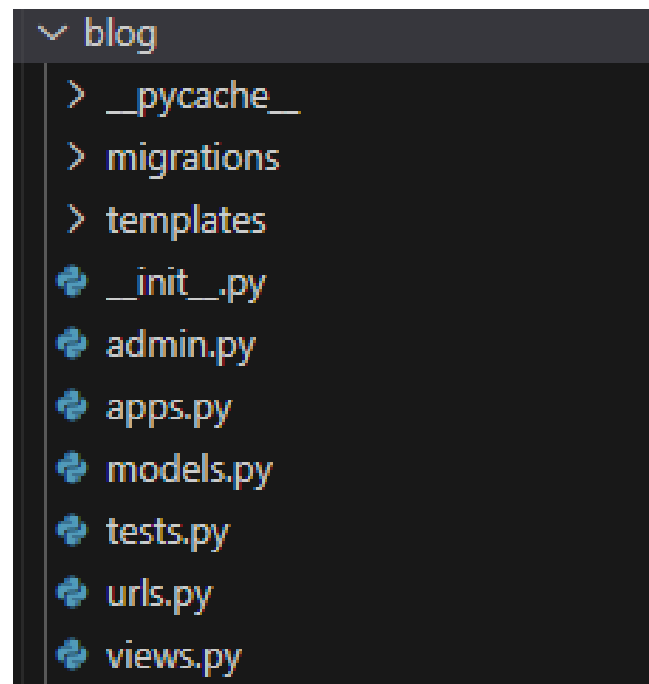 blog
__pycache__
migrations
templates
__init__.py
admin.py
apps.py
models.py
tests.py
urls.py
views.py